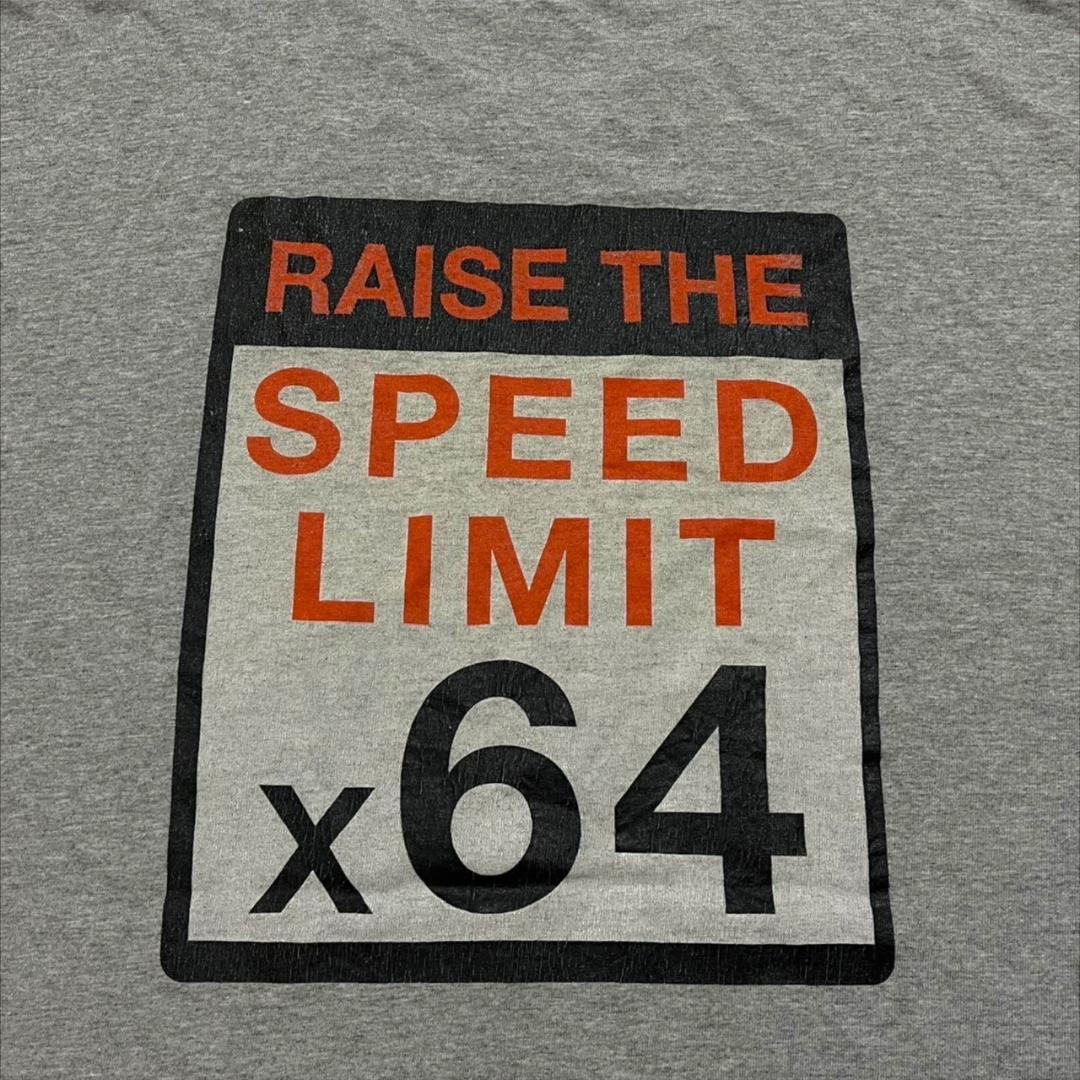 RAISE THE
SPEED
LIMIT
x64